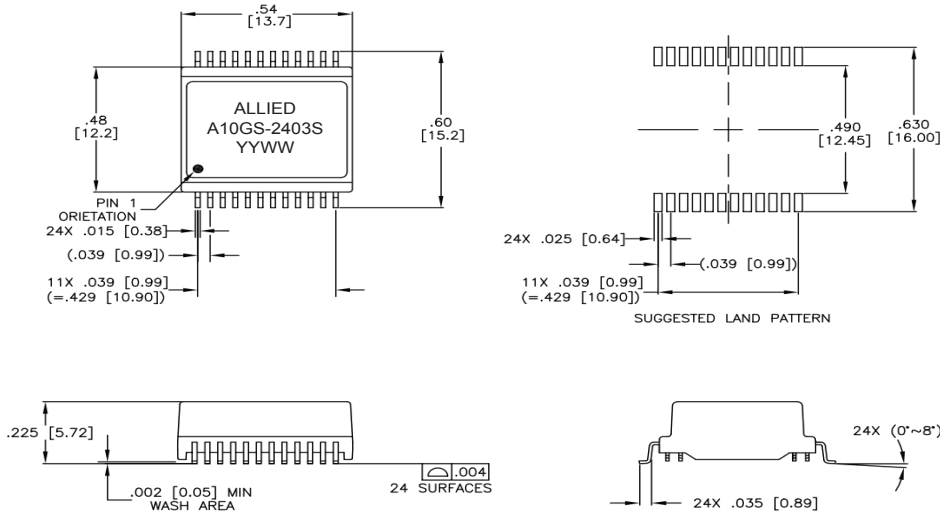 .54
[13.7]
.48
[12.2]
ALLIED
A10GS-2403S
YYWW
.60
[15.2]
PIN 1
ORIETATION
24X .015 [0.38]
(.039 [0.99])
11X .039 [0.99]
(=.429 [10.90])
.490
[12.45]
.630
[16.00]
24X .025 [0.64]
(.039 [0.99])
11X .039 [0.99]
(=.429 [10.90])
SUGGESTED LAND PATTERN
.225 [5.72]
.002 [0.05] MIN
WASH AREA
.004
24 SURFACES
24X (0°~8°)
24X .035 [0.89]